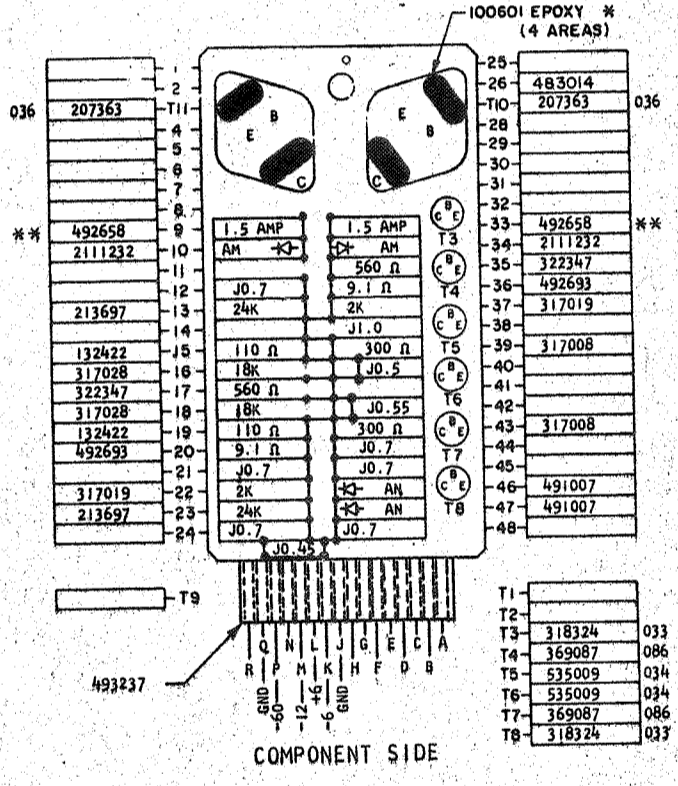 100601 EPOXY *
(4 AREAS)
1
2
036 207363 T11
4
5
6
7
8
** 492658 9
2111232 10
11
12
213697 13
14
132422 15
317028 16
322347 17
317028 18
132422 19
492693 20
21
317019 22
213697 23
24
B
E
C
E
B
C
1.5 AMP 1.5 AMP
AM AM
560 Ω
J0.7 9.1 Ω
24K 2K
J1.0
110 Ω 300 Ω
18K J0.5
560 Ω
18K J0.55
110 Ω 300 Ω
9.1 Ω J0.7
J0.7 J0.7
2K AN
24K AN
J0.7 J0.7
J0.45
C B E
T3
C B E
T4
C B E
T5
C B E
T6
C B E
T7
C B E
T8
25
26 483014
T10 207363 036
28
29
30
31
32
33 492658 **
34 2111232
35 322347
36 492693
37 317019
38
39 317008
40
41
42
43 317008
44
45
46 491007
47 491007
48
T9
493237
R Q P N M L K J H G F E D C B A
GND -60 -12 +6 -6 GND
T1
T2
T3 318324 033
T4 369087 086
T5 535009 034
T6 535009 034
T7 369087 086
T8 318324 033
COMPONENT SIDE